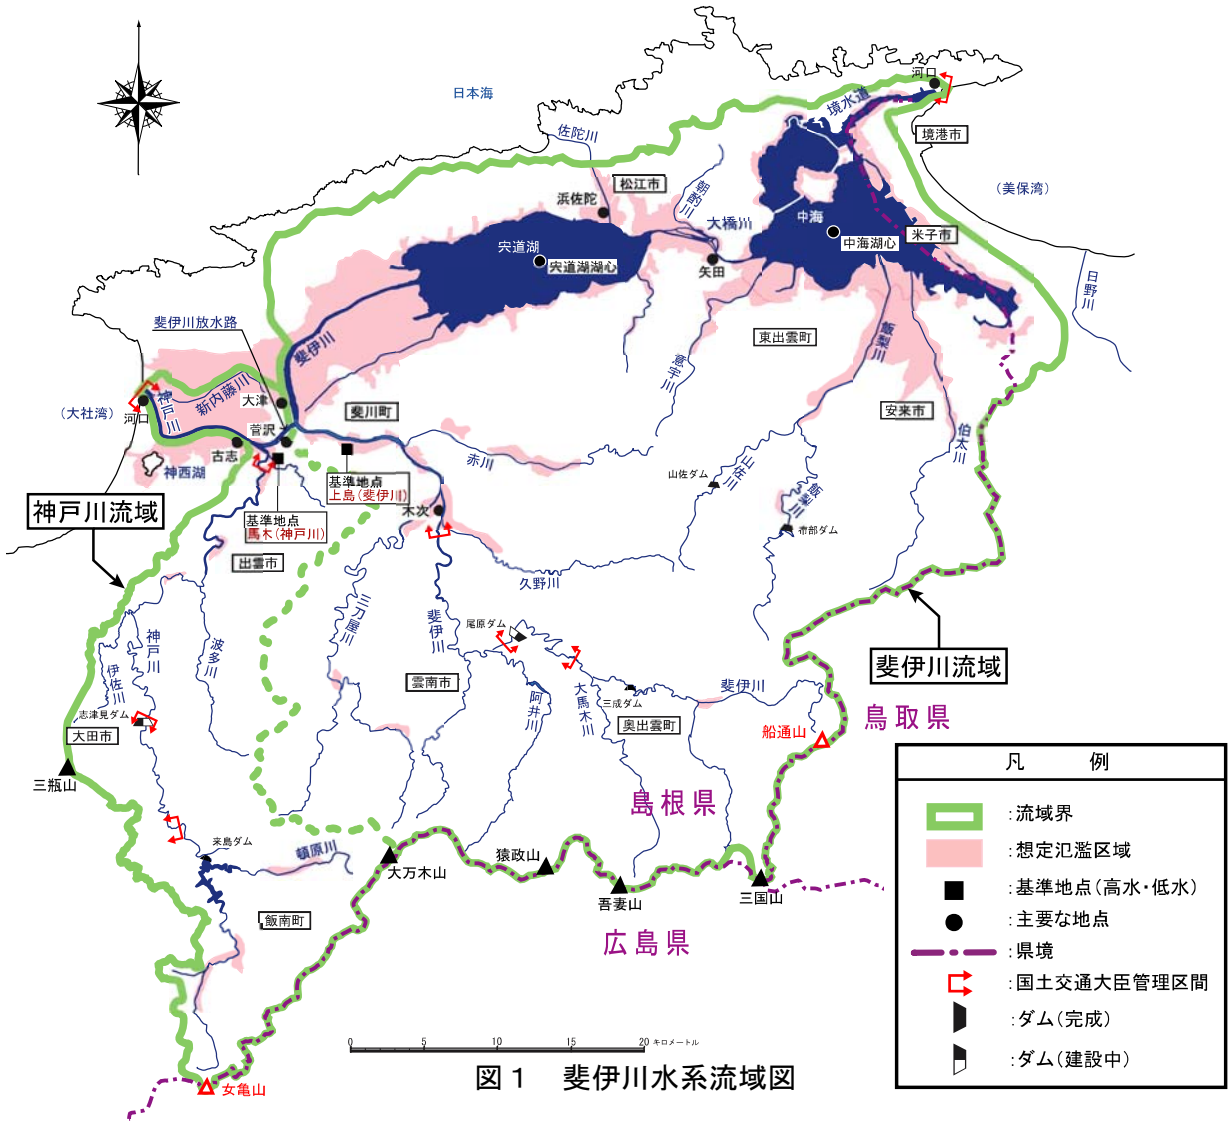 日本海
佐陀川
河口
境水道
境港市
(美保湾)
松江市
朝酌川
浜佐陀
大橋川
中海
米子市
中海湖心
宍道湖
宍道湖湖心
矢田
日野川
斐伊川放水路
斐伊川
東出雲町
飯梨川
意宇川
安来市
伯太川
(大社湾)
河口
神戸川
新内藤川
大津
菅沢
斐川町
古志
神西湖
赤川
山佐ダム
山佐川
飯梨川
布部ダム
基準地点
上島(斐伊川)
基準地点
馬木(神戸川)
木次
神戸川流域
出雲市
久野川
三刀屋川
斐伊川
尾原ダム
波多川
神戸川
伊佐川
志津見ダム
大田市
三瓶山
雲南市
阿井川
大馬木川
三成ダム
斐伊川
奥出雲町
船通山
斐伊川流域
鳥取県
島根県
広島県
来島ダム
頓原川
飯南町
大万木山
猿政山
吾妻山
三国山
女亀山
凡 例
:流域界
:想定氾濫区域
:基準地点(高水・低水)
:主要な地点
:県境
:国土交通大臣管理区間
:ダム(完成)
:ダム(建設中)
0 5 10 15 20 キロメートル
図1 斐伊川水系流域図